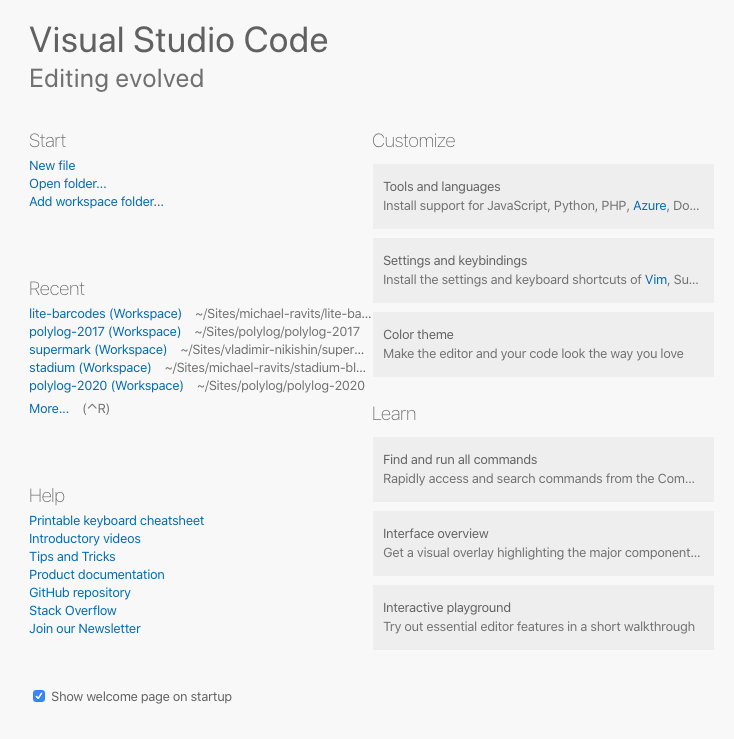 Visual Studio Code
Editing evolved
Start
New file
Open folder...
Add workspace folder...
Recent
lite-barcodes (Workspace) ~/Sites/michael-ravits/lite-ba...
polylog-2017 (Workspace) ~/Sites/polylog/polylog-2017
supermark (Workspace) ~/Sites/vladimir-nikishin/super...
stadium (Workspace) ~/Sites/michael-ravits/stadium-bl...
polylog-2020 (Workspace) ~/Sites/polylog/polylog-2020
More... (^R)
Help
Printable keyboard cheatsheet
Introductory videos
Tips and Tricks
Product documentation
GitHub repository
Stack Overflow
Join our Newsletter
Show welcome page on startup
Customize
Tools and languages
Install support for JavaScript, Python, PHP, Azure, Do...
Settings and keybindings
Install the settings and keyboard shortcuts of Vim, Su...
Color theme
Make the editor and your code look the way you love
Learn
Find and run all commands
Rapidly access and search commands from the Com...
Interface overview
Get a visual overlay highlighting the major component...
Interactive playground
Try out essential editor features in a short walkthrough